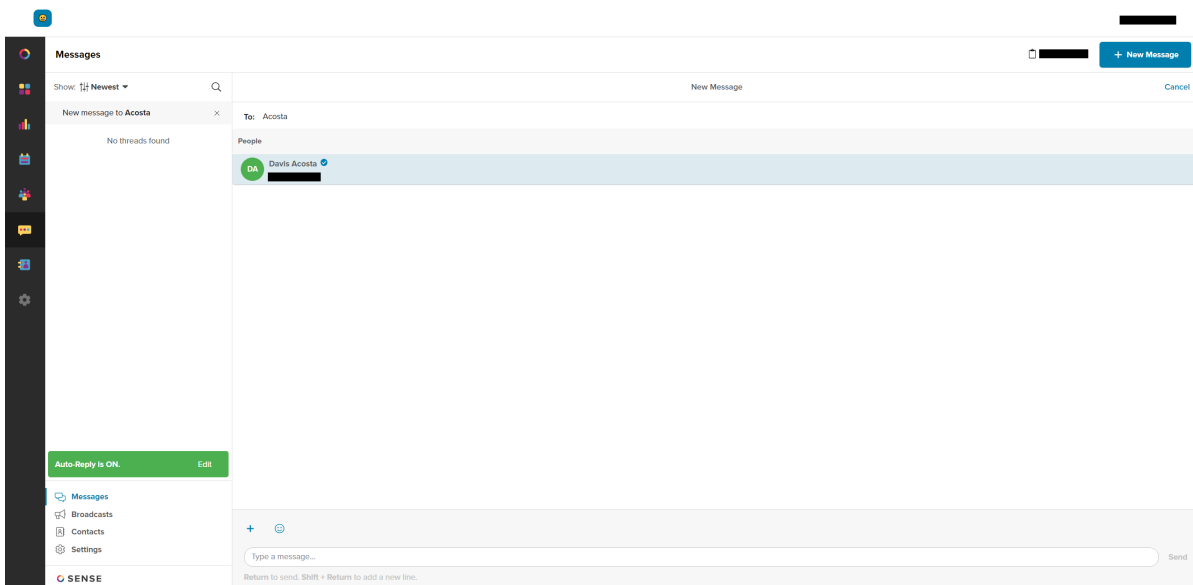 Messages
+ New Message
Show: Newest
New Message
Cancel
New message to Acosta ×
To: Acosta
No threads found
People
DA
Davis Acosta
Auto-Reply is ON. Edit
Messages
Broadcasts
Contacts
Settings
SENSE
+
Type a message...
Send
Return to send. Shift + Return to add a new line.